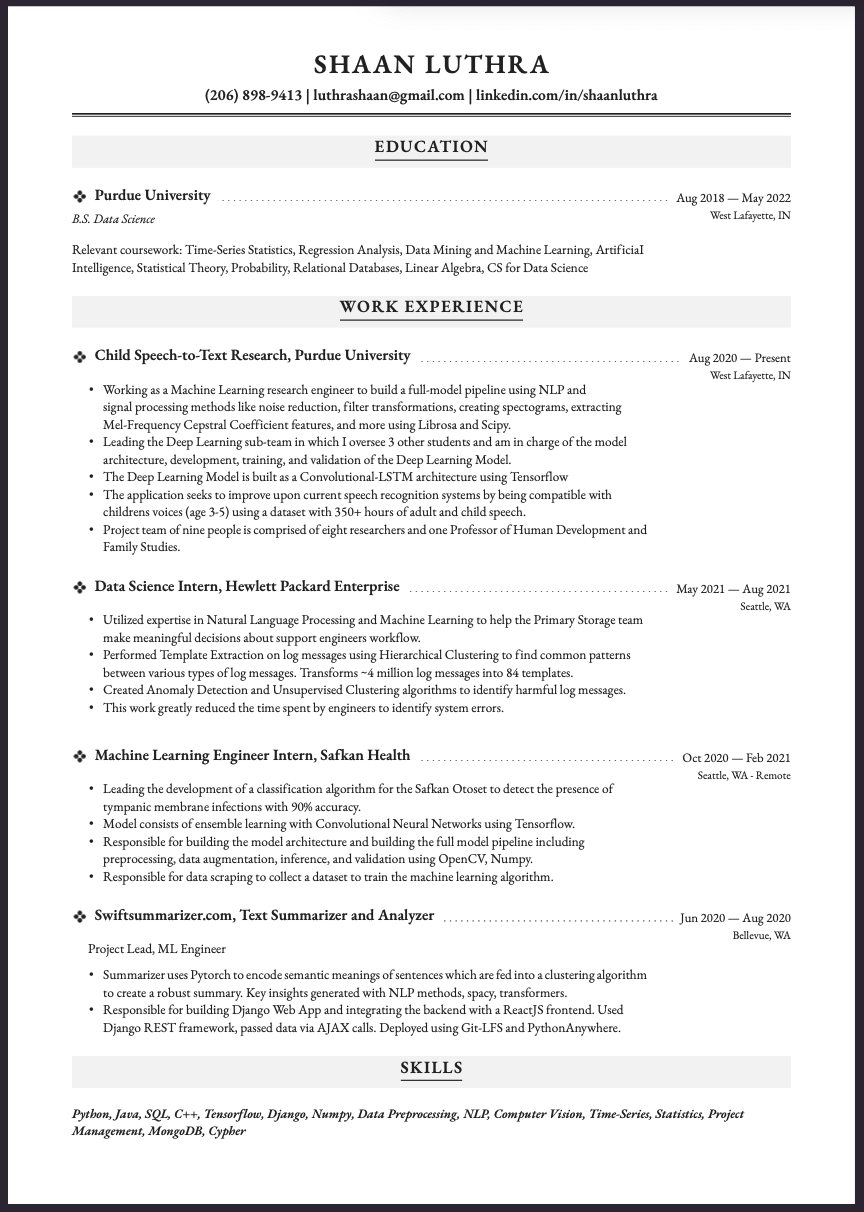 SHAAN LUTHRA
(206) 898-9413 | luthrashaan@gmail.com | linkedin.com/in/shaanluthra
EDUCATION
Purdue University Aug 2018 — May 2022
B.S. Data Science West Lafayette, IN
Relevant coursework: Time-Series Statistics, Regression Analysis, Data Mining and Machine Learning, Artificial
Intelligence, Statistical Theory, Probability, Relational Databases, Linear Algebra, CS for Data Science
WORK EXPERIENCE
Child Speech-to-Text Research, Purdue University Aug 2020 — Present
West Lafayette, IN
• Working as a Machine Learning research engineer to build a full-model pipeline using NLP and
signal processing methods like noise reduction, filter transformations, creating spectograms, extracting
Mel-Frequency Cepstral Coefficient features, and more using Librosa and Scipy.
• Leading the Deep Learning sub-team in which I oversee 3 other students and am in charge of the model
architecture, development, training, and validation of the Deep Learning Model.
• The Deep Learning Model is built as a Convolutional-LSTM architecture using Tensorflow
• The application seeks to improve upon current speech recognition systems by being compatible with
childrens voices (age 3-5) using a dataset with 350+ hours of adult and child speech.
• Project team of nine people is comprised of eight researchers and one Professor of Human Development and
Family Studies.
Data Science Intern, Hewlett Packard Enterprise May 2021 — Aug 2021
Seattle, WA
• Utilized expertise in Natural Language Processing and Machine Learning to help the Primary Storage team
make meaningful decisions about support engineers workflow.
• Performed Template Extraction on log messages using Hierarchical Clustering to find common patterns
between various types of log messages. Transforms ~4 million log messages into 84 templates.
• Created Anomaly Detection and Unsupervised Clustering algorithms to identify harmful log messages.
• This work greatly reduced the time spent by engineers to identify system errors.
Machine Learning Engineer Intern, Safkan Health Oct 2020 — Feb 2021
Seattle, WA - Remote
• Leading the development of a classification algorithm for the Safkan Otoset to detect the presence of
tympanic membrane infections with 90% accuracy.
• Model consists of ensemble learning with Convolutional Neural Networks using Tensorflow.
• Responsible for building the model architecture and building the full model pipeline including
preprocessing, data augmentation, inference, and validation using OpenCV, Numpy.
• Responsible for data scraping to collect a dataset to train the machine learning algorithm.
Swiftsummarizer.com, Text Summarizer and Analyzer Jun 2020 — Aug 2020
Bellevue, WA
Project Lead, ML Engineer
• Summarizer uses Pytorch to encode semantic meanings of sentences which are fed into a clustering algorithm
to create a robust summary. Key insights generated with NLP methods, spacy, transformers.
• Responsible for building Django Web App and integrating the backend with a ReactJS frontend. Used
Django REST framework, passed data via AJAX calls. Deployed using Git-LFS and PythonAnywhere.
SKILLS
Python, Java, SQL, C++, Tensorflow, Django, Numpy, Data Preprocessing, NLP, Computer Vision, Time-Series, Statistics, Project
Management, MongoDB, Cypher